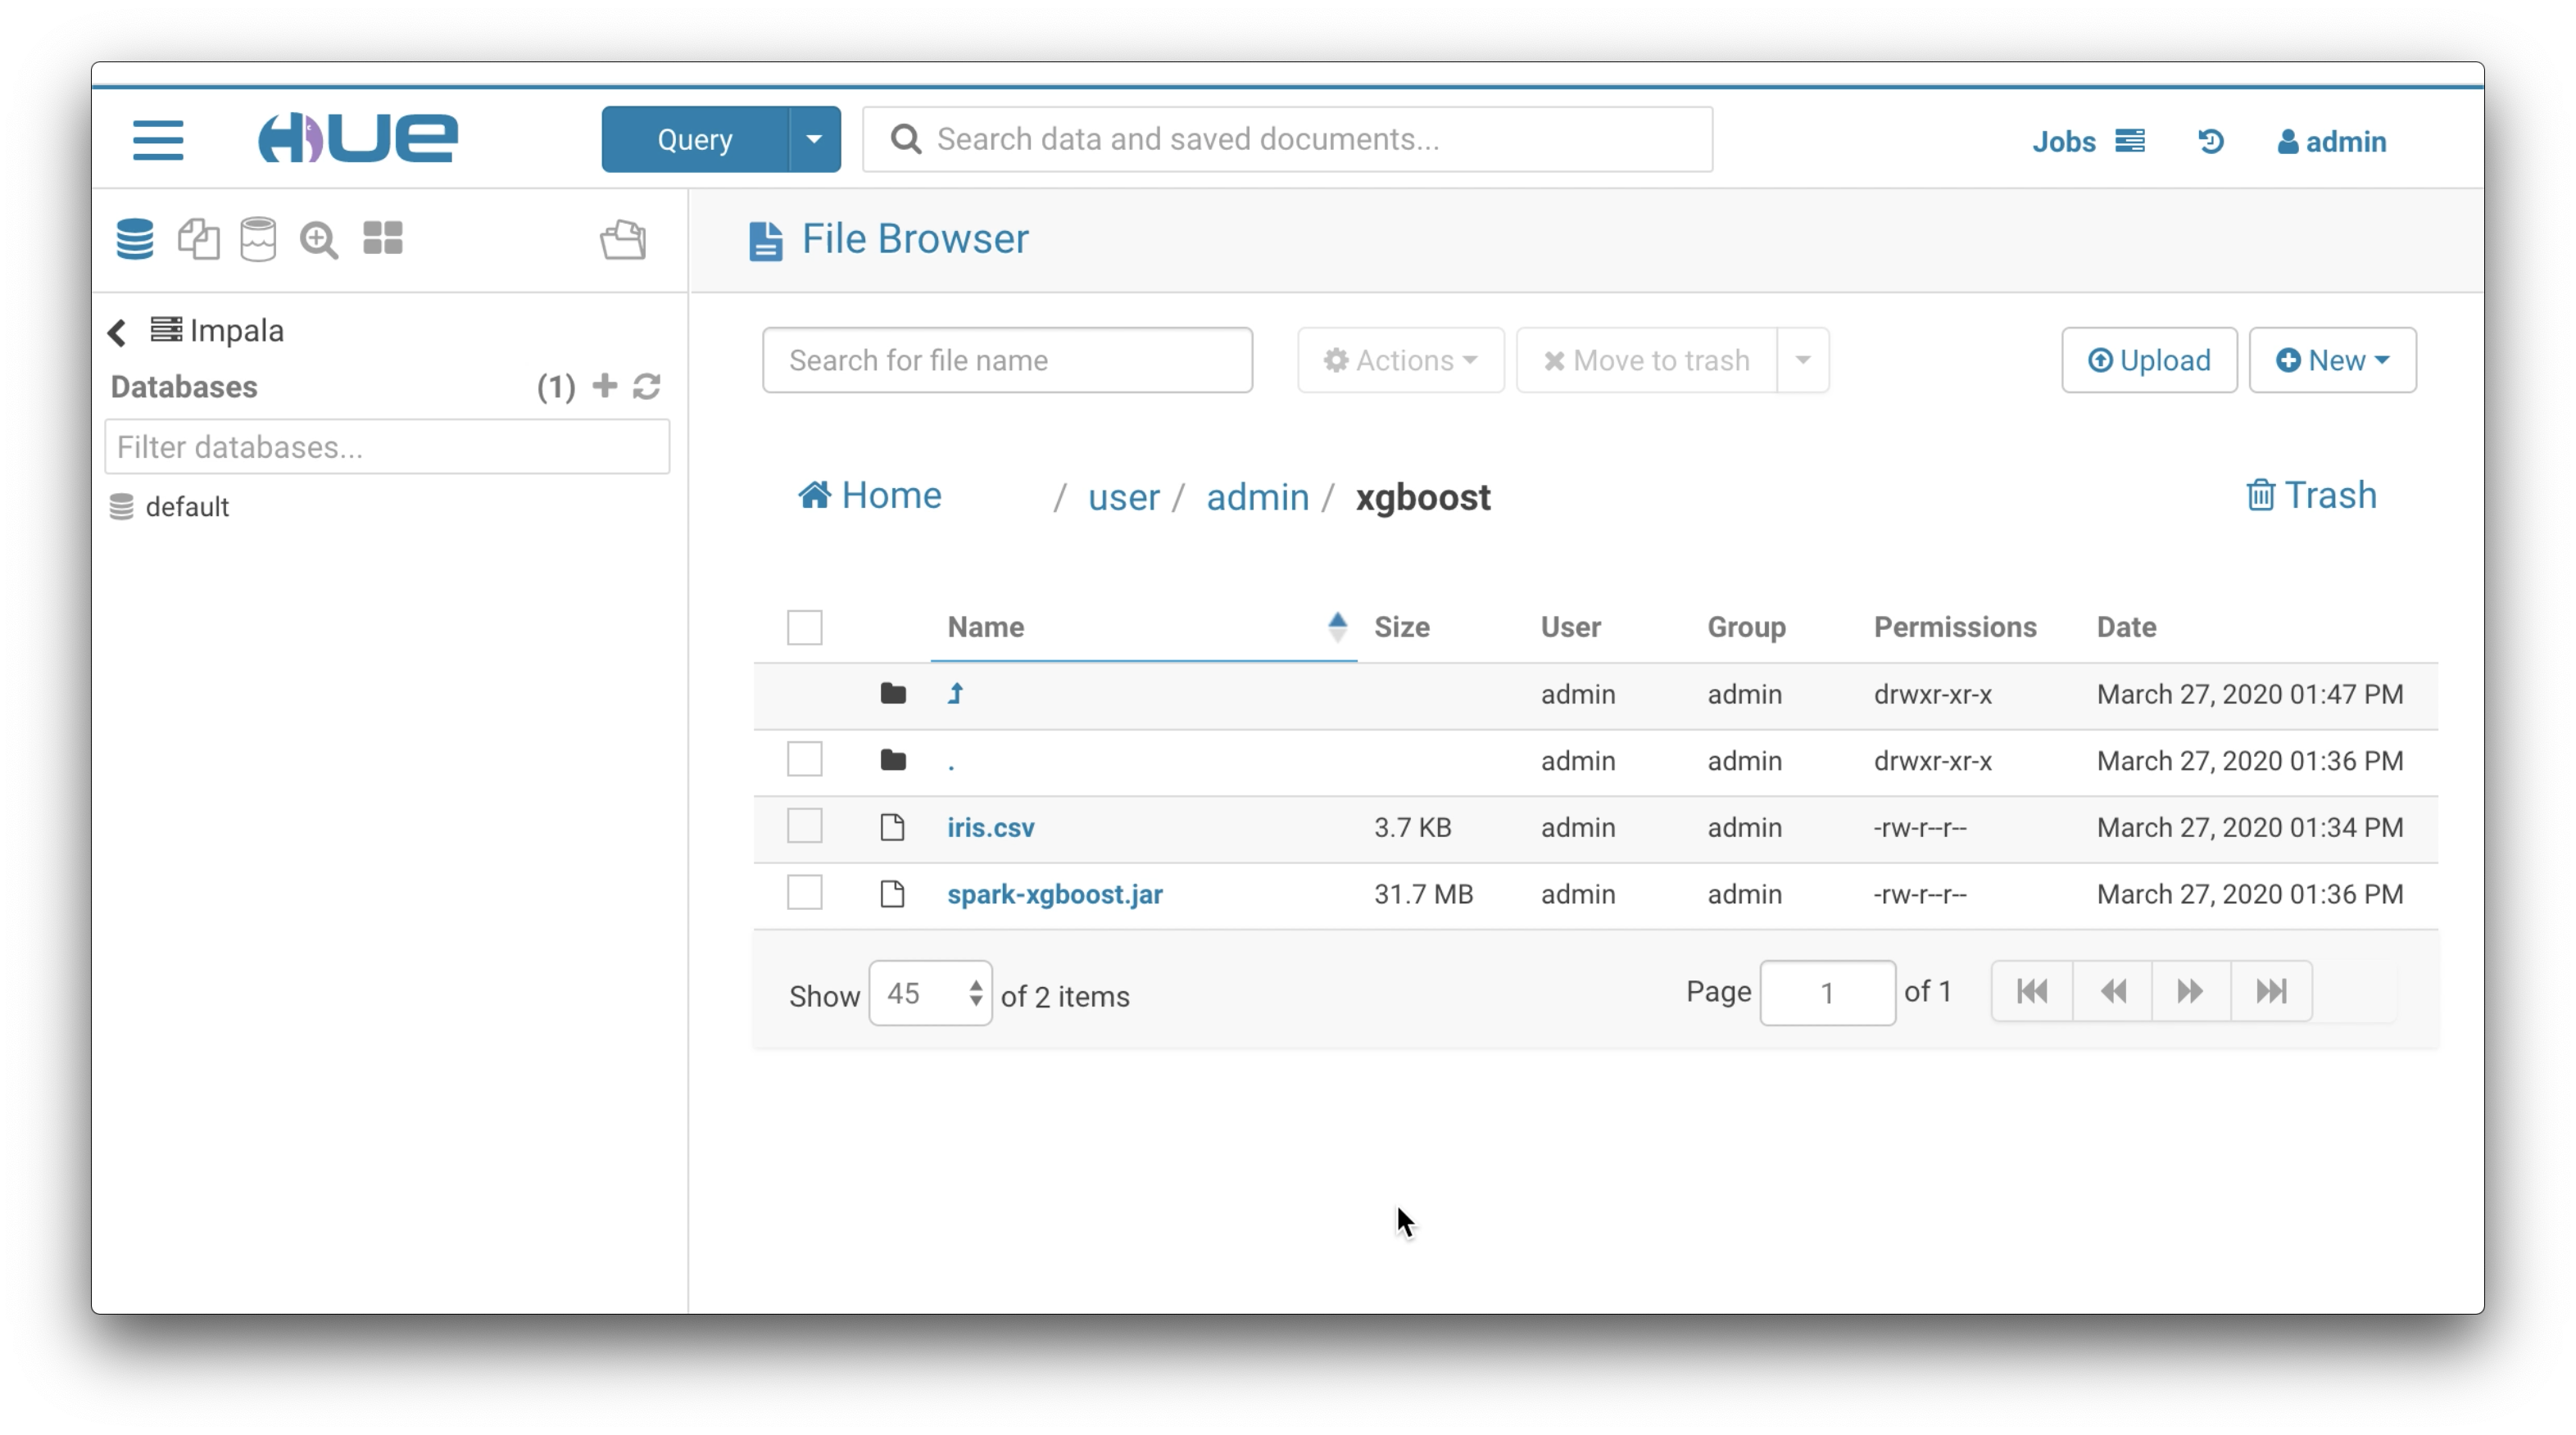 HUE
Query
Search data and saved documents...
Jobs
admin
File Browser
Impala
Databases (1)
Filter databases...
default
Search for file name
Actions
Move to trash
Upload
New
Home / user / admin / xgboost
Trash
Name Size User Group Permissions Date
admin admin drwxr-xr-x March 27, 2020 01:47 PM
. admin admin drwxr-xr-x March 27, 2020 01:36 PM
iris.csv 3.7 KB admin admin -rw-r--r-- March 27, 2020 01:34 PM
spark-xgboost.jar 31.7 MB admin admin -rw-r--r-- March 27, 2020 01:36 PM
Show 45 of 2 items
Page 1 of 1